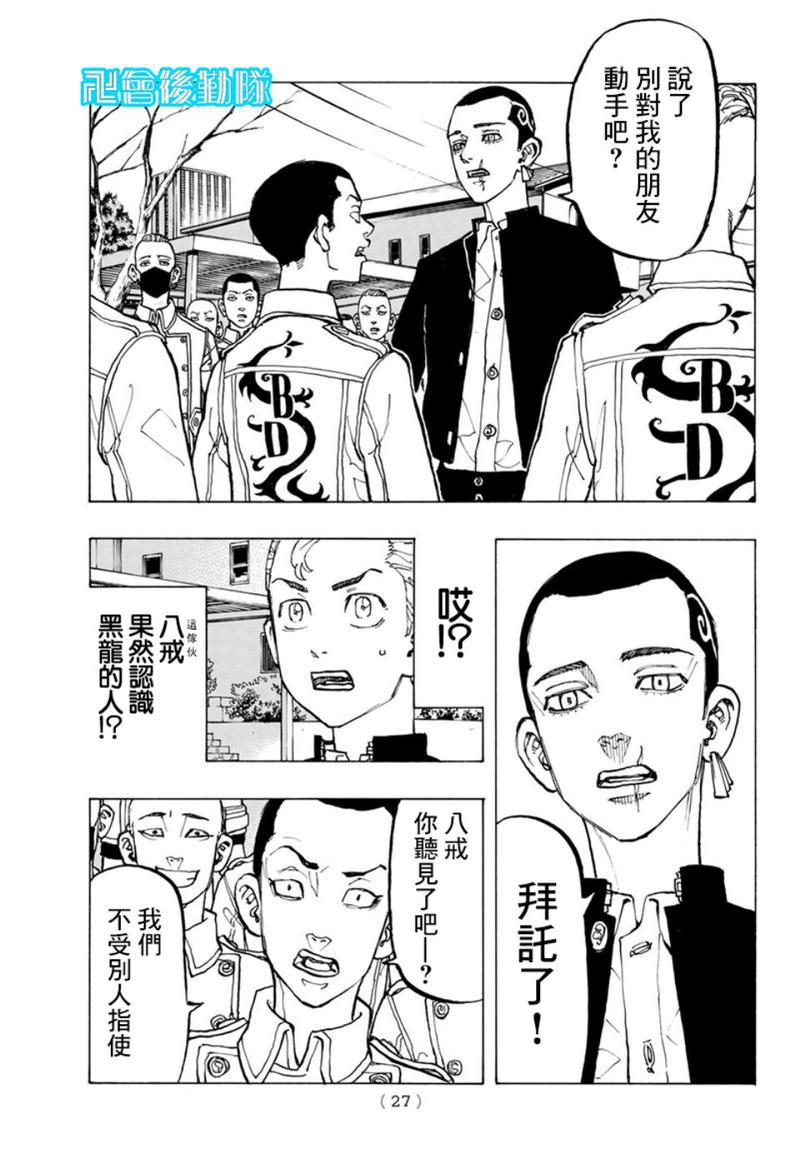 卍會後勤隊
說了
別對我的朋友
動手吧？
BD
BD
拜託了！
哎!?
八戒
這傢伙
果然認識
黑龍的人!?
八戒
你聽見了吧—？
我們
不受別人指使
（27）